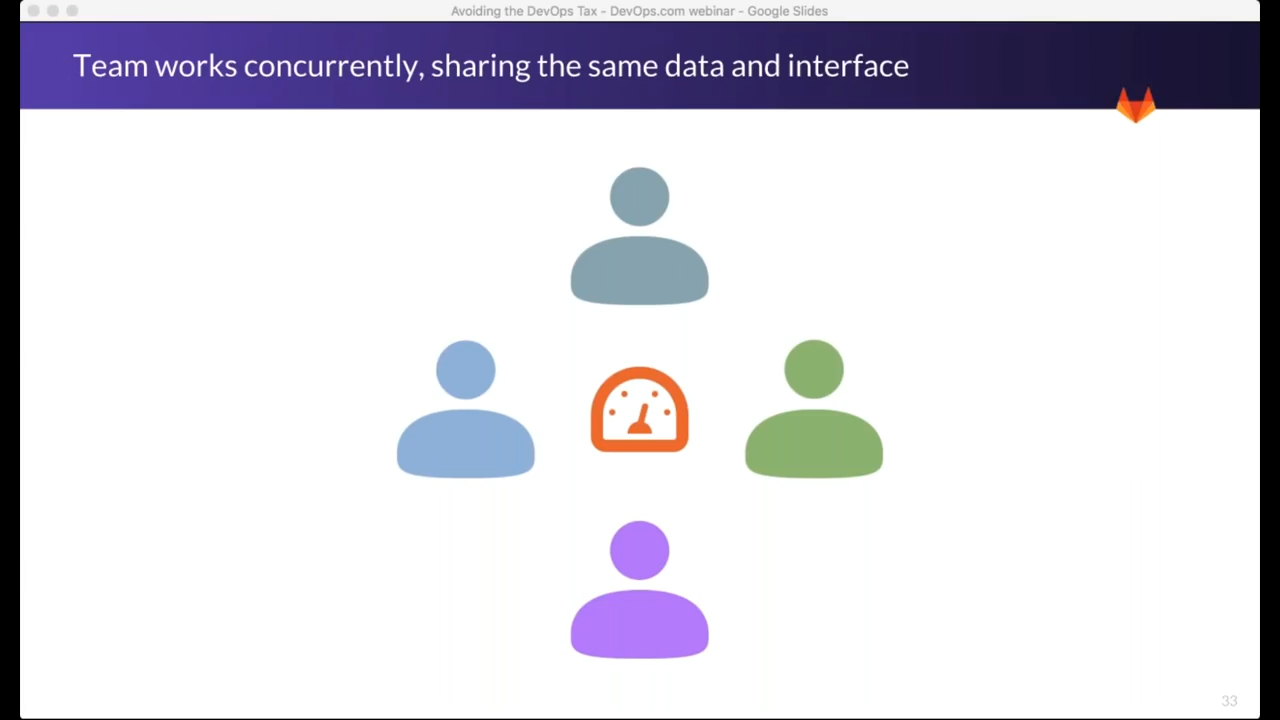 Avoiding the DevOps Tax - DevOps.com webinar - Google Slides
Team works concurrently, sharing the same data and interface
33